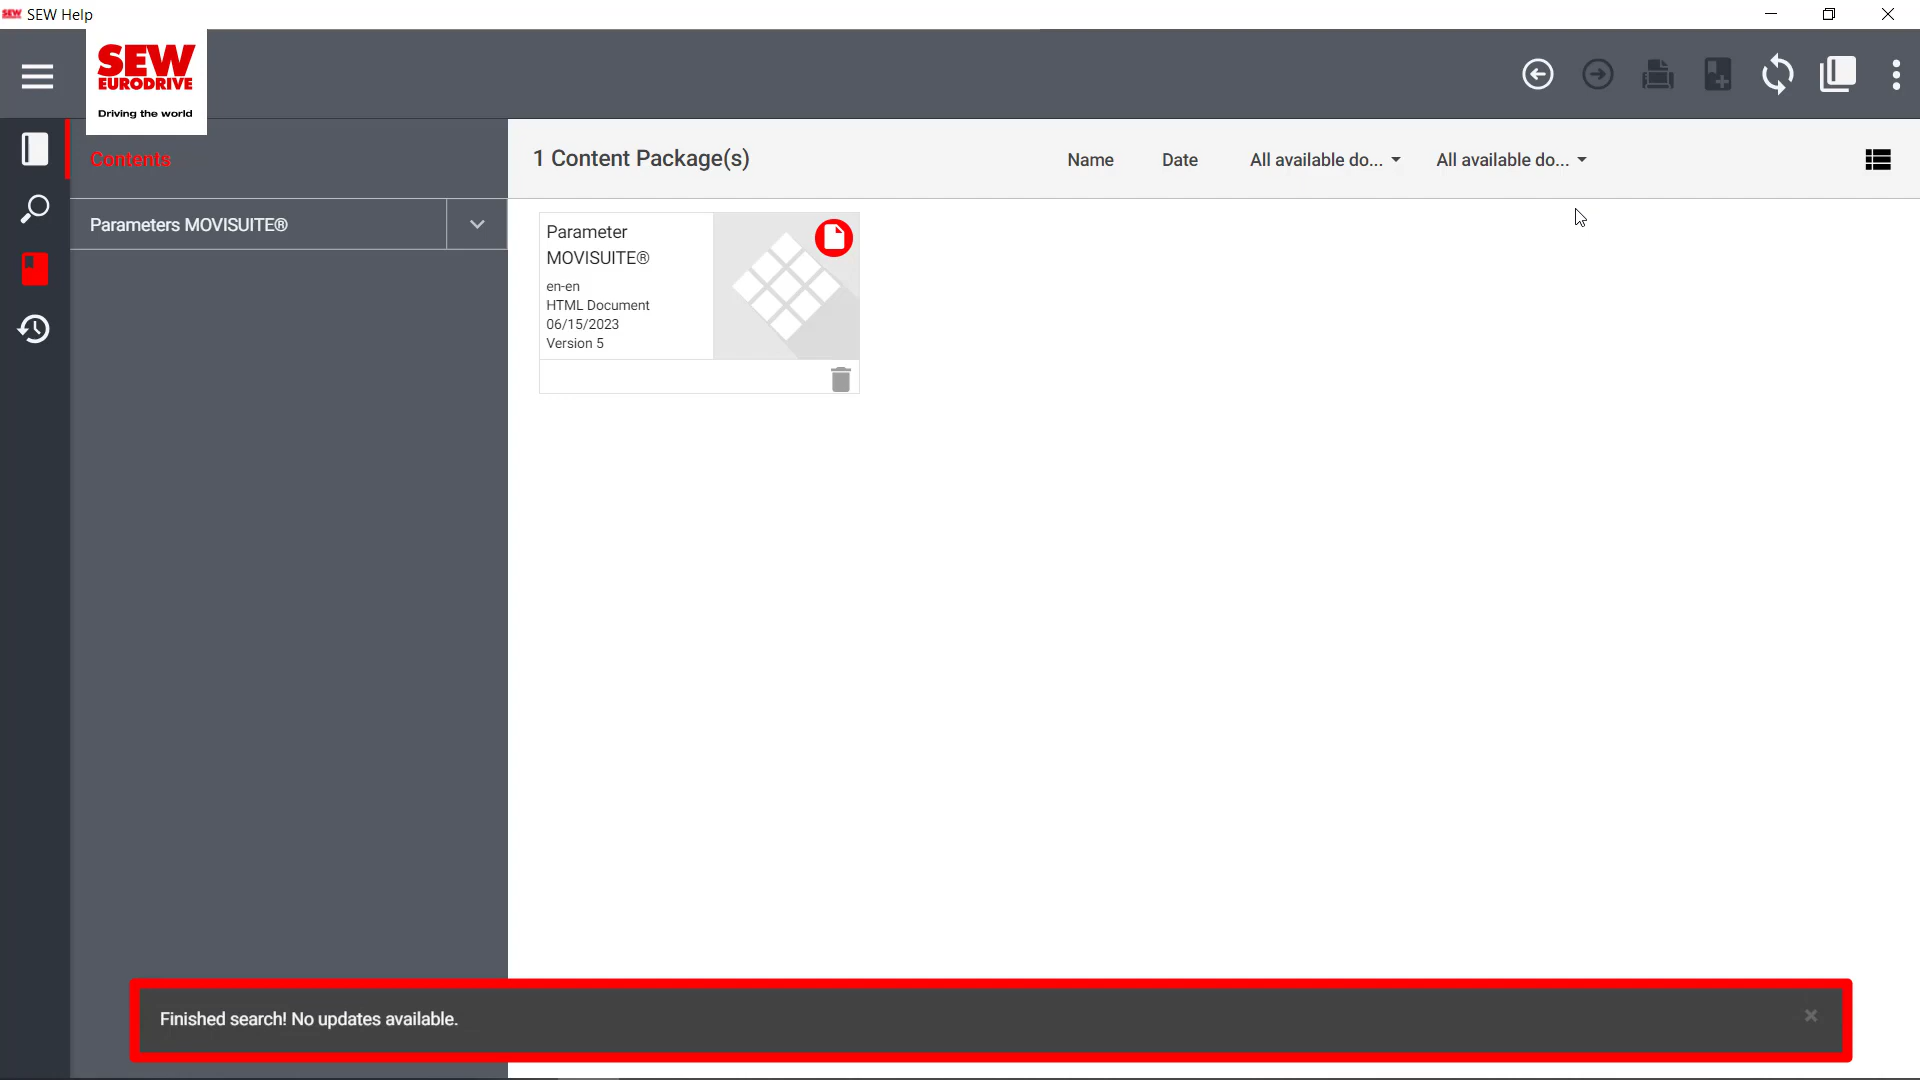 SEW SEW Help
SEW
EURODRIVE
Driving the world
Contents
1 Content Package(s)
Name
Date
All available do...
All available do...
Parameters MOVISUITE®
Parameter
MOVISUITE®
en-en
HTML Document
06/15/2023
Version 5
Finished search! No updates available.